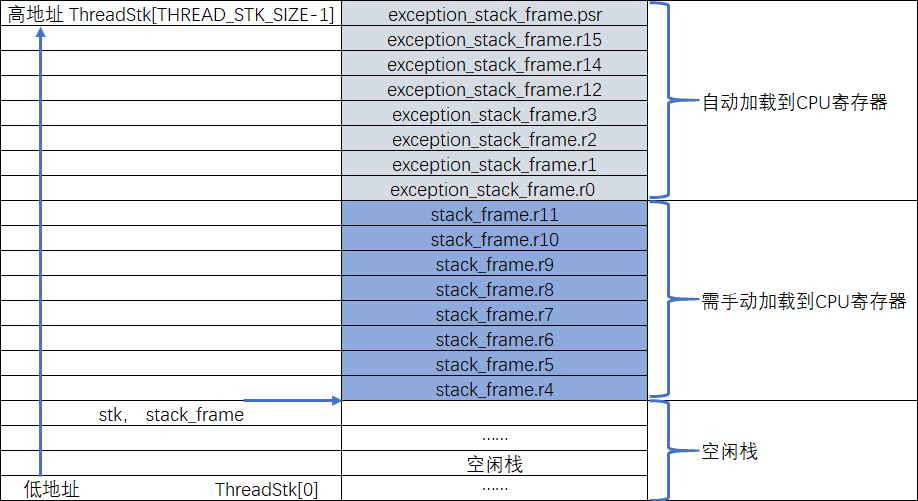 高地址 ThreadStk[THREAD_STK_SIZE-1]
exception_stack_frame.psr
exception_stack_frame.r15
exception_stack_frame.r14
exception_stack_frame.r12
exception_stack_frame.r3
exception_stack_frame.r2
exception_stack_frame.r1
exception_stack_frame.r0
自动加载到CPU寄存器
stack_frame.r11
stack_frame.r10
stack_frame.r9
stack_frame.r8
stack_frame.r7
stack_frame.r6
stack_frame.r5
stack_frame.r4
需手动加载到CPU寄存器
stk， stack_frame
……
空闲栈
……
空闲栈
低地址 ThreadStk[0]